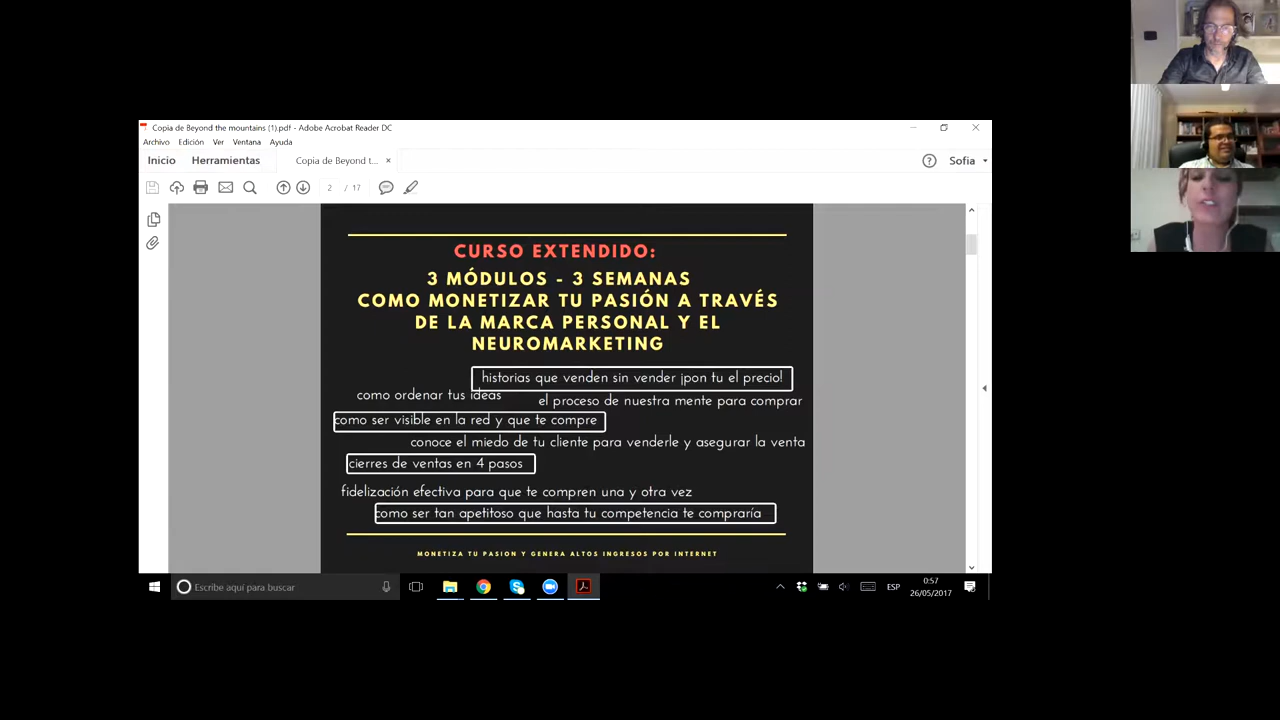 Copia de Beyond the mountains (1).pdf - Adobe Acrobat Reader DC
Archivo Edición Ver Ventana Ayuda
Inicio Herramientas Copia de Beyond t... × Sofia
2 / 17
CURSO EXTENDIDO:
3 MÓDULOS - 3 SEMANAS
COMO MONETIZAR TU PASIÓN A TRAVÉS
DE LA MARCA PERSONAL Y EL
NEUROMARKETING
historias que venden sin vender ¡pon tu el precio!
como ordenar tus ideas
el proceso de nuestra mente para comprar
como ser visible en la red y que te compre
conoce el miedo de tu cliente para venderle y asegurar la venta
cierres de ventas en 4 pasos
fidelización efectiva para que te compren una y otra vez
como ser tan apetitoso que hasta tu competencia te compraría
MONETIZA TU PASION Y GENERA ALTOS INGRESOS POR INTERNET
Escribe aquí para buscar
ESP
0:57
26/05/2017